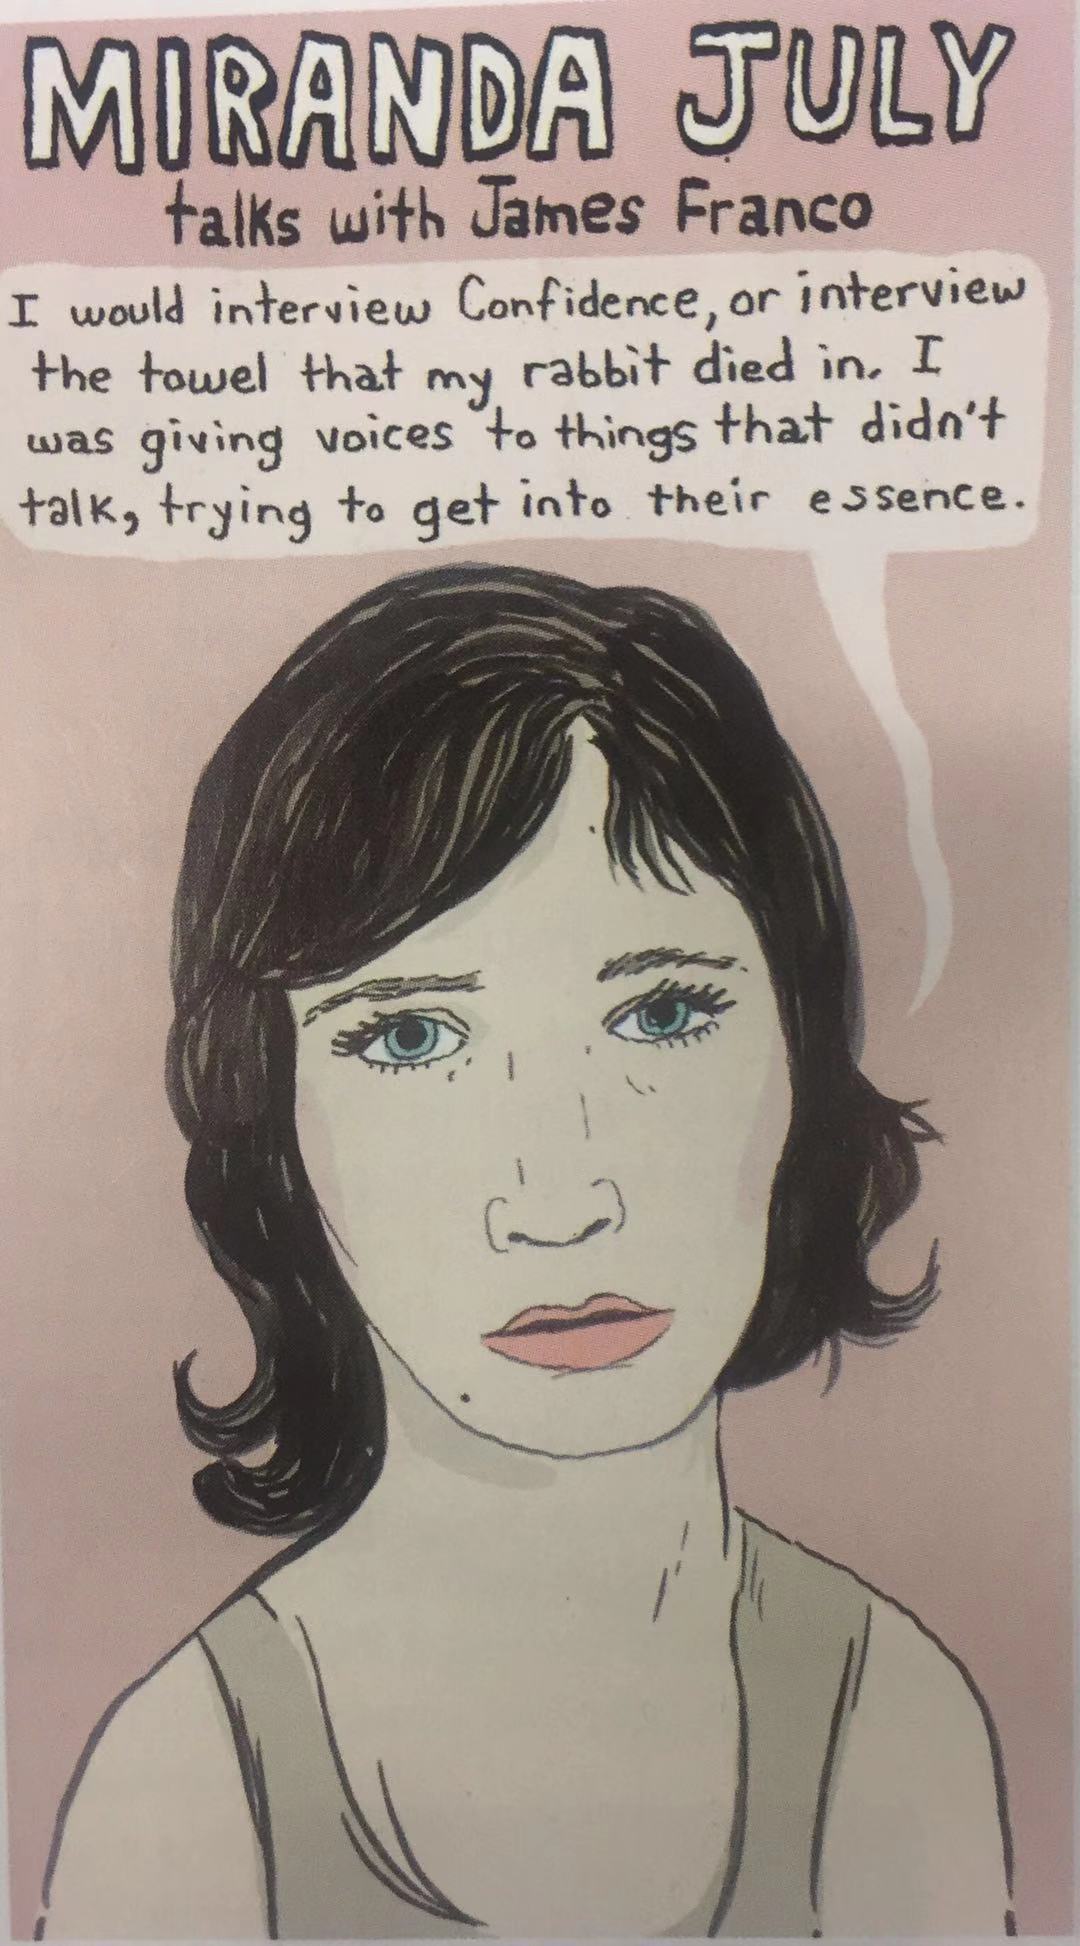 MIRANDA JULY
talks with James Franco
I would interview Confidence, or interview
the towel that my rabbit died in. I
was giving voices to things that didn't
talk, trying to get into their essence.